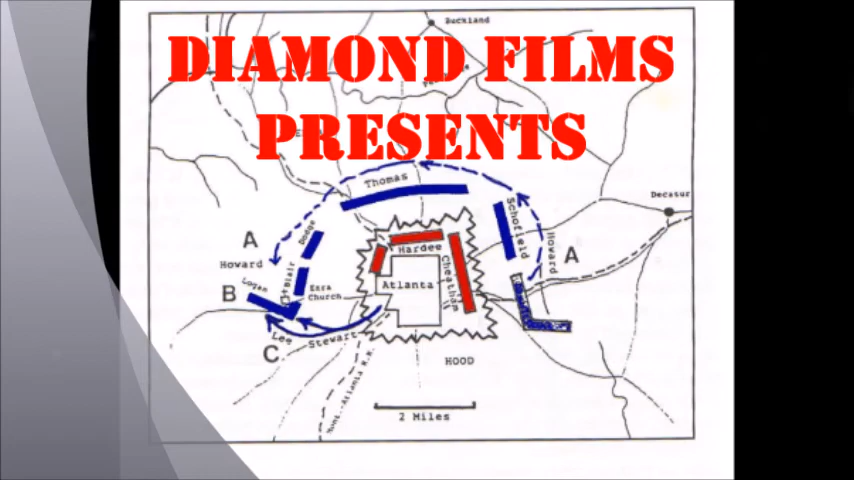 Buckland
DIAMOND FILMS
PRESENTS
Thomas
Decatur
Schofield
Howard
Dodge
A
Howard
A
Hardee
Cheatham
Blair
Logan
B
Ezra
Church
Atlanta
Lee
Stewart
C
HOOD
2 Miles